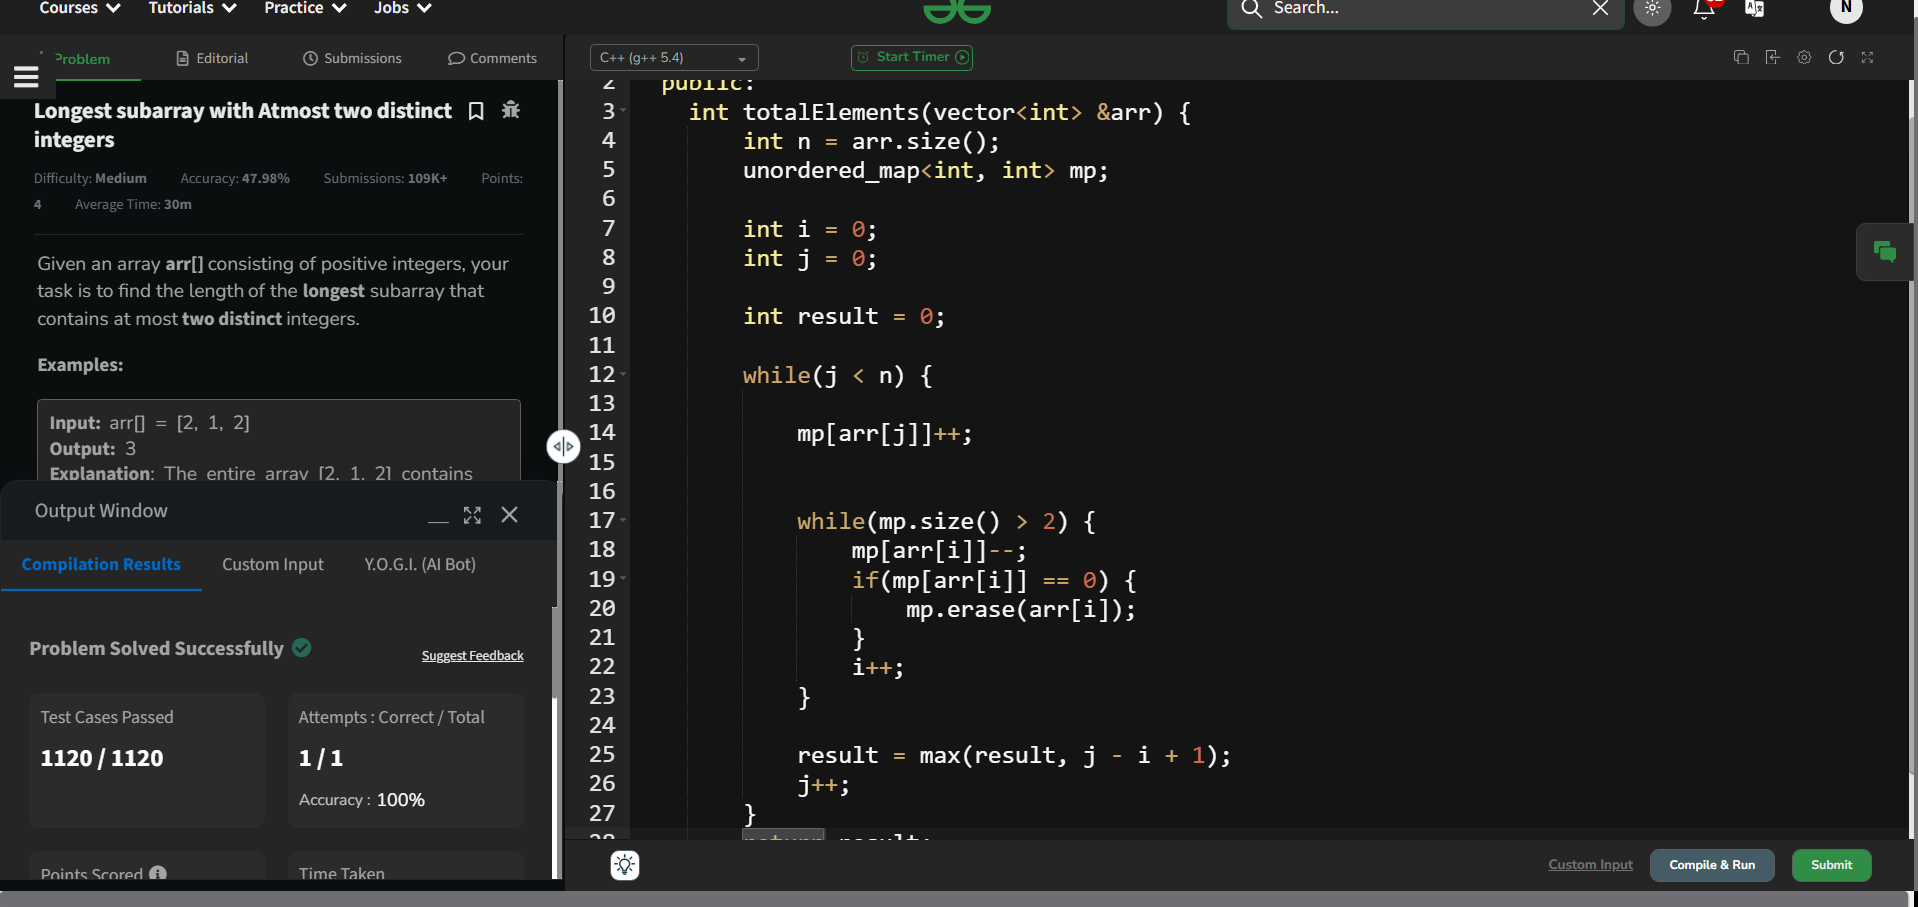 Courses Tutorials Practice Jobs Search... N
Problem Editorial Submissions Comments
C++ (g++ 5.4) Start Timer
Longest subarray with Atmost two distinct
integers
Difficulty: Medium Accuracy: 47.98% Submissions: 109K+ Points:
4 Average Time: 30m
Given an array arr[] consisting of positive integers, your
task is to find the length of the longest subarray that
contains at most two distinct integers.
Examples:
Input: arr[] = [2, 1, 2]
Output: 3
Explanation: The entire array [2, 1, 2] contains
Output Window
Compilation Results Custom Input Y.O.G.I. (AI Bot)
Problem Solved Successfully
Suggest Feedback
Test Cases Passed
1120 / 1120
Attempts : Correct / Total
1 / 1
Accuracy : 100%
Points Scored
Time Taken
2 public:
3 int totalElements(vector<int> &arr) {
4 int n = arr.size();
5 unordered_map<int, int> mp;
6
7 int i = 0;
8 int j = 0;
9
10 int result = 0;
11
12 while(j < n) {
13
14 mp[arr[j]]++;
15
16
17 while(mp.size() > 2) {
18 mp[arr[i]]--;
19 if(mp[arr[i]] == 0) {
20 mp.erase(arr[i]);
21 }
22 i++;
23 }
24
25 result = max(result, j - i + 1);
26 j++;
27 }
28 return result;
Custom Input Compile & Run Submit